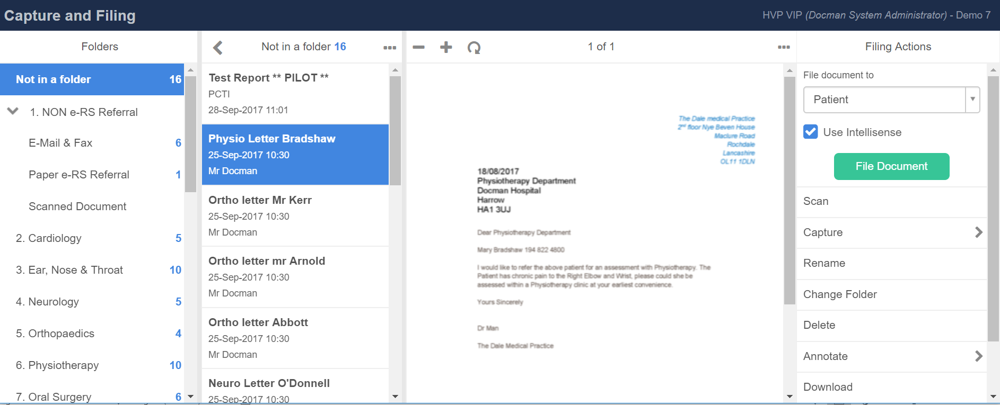 Capture and Filing
HVP VIP (Docman System Administrator) - Demo 7
Folders
Not in a folder 16
1. NON e-RS Referral
E-Mail & Fax 6
Paper e-RS Referral 1
Scanned Document
2. Cardiology 5
3. Ear, Nose & Throat 10
4. Neurology 5
5. Orthopaedics 4
6. Physiotherapy 10
7. Oral Surgery 6
Not in a folder 16
Test Report ** PILOT **
PCTI
28-Sep-2017 11:01
Physio Letter Bradshaw
25-Sep-2017 10:30
Mr Docman
Ortho letter Mr Kerr
25-Sep-2017 10:30
Mr Docman
Ortho letter mr Arnold
25-Sep-2017 10:30
Mr Docman
Ortho letter Abbott
25-Sep-2017 10:30
Mr Docman
Neuro Letter O'Donnell
25-Sep-2017 10:30
1 of 1
The Dale medical Practice
2nd floor Nye Beven House
Maclure Road
Rochdale
Lancashire
OL11 1DLN
18/08/2017
Physiotherapy Department
Docman Hospital
Harrow
HA1 3UJ
Dear Physiotherapy Department
Mary Bradshaw 194 822 4800
I would like to refer the above patient for an assessment with Physiotherapy. The
Patient has chronic pain to the Right Elbow and Wrist, please could she be
assessed within a Physiotherapy clinic at your earliest convenience.
Yours Sincerely
Dr Man
The Dale Medical Practice
Filing Actions
File document to
Patient
Use Intellisense
File Document
Scan
Capture
Rename
Change Folder
Delete
Annotate
Download